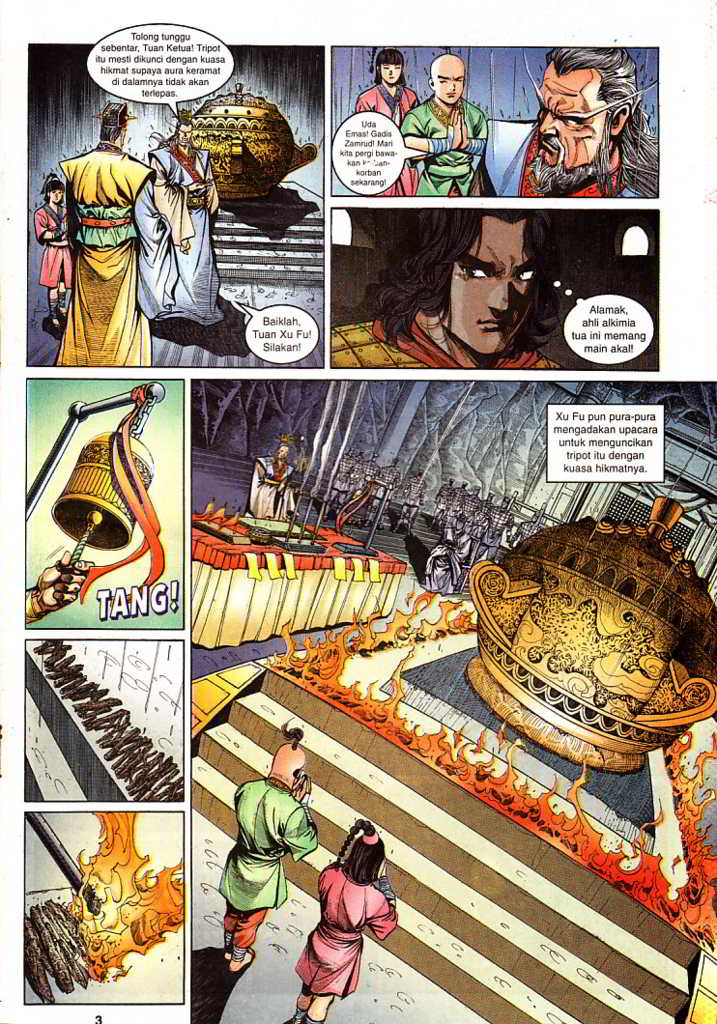 Tolong tunggu
sebentar, Tuan Ketua! Tripot
itu mesti dikunci dengan kuasa
hikmat supaya aura keramat
di dalamnya tidak akan
terlepas.
Baiklah,
Tuan Xu Fu!
Silakan!
Uda
Emas! Gadis
Zamrud! Mari
kita pergi bawa-
kan
korban
sekarang!
Alamak,
ahli alkimia
tua ini memang
main akal!
TANG!
Xu Fu pun pura-pura
mengadakan upacara
untuk menguncikan
tripot itu dengan
kuasa hikmatnya.
3